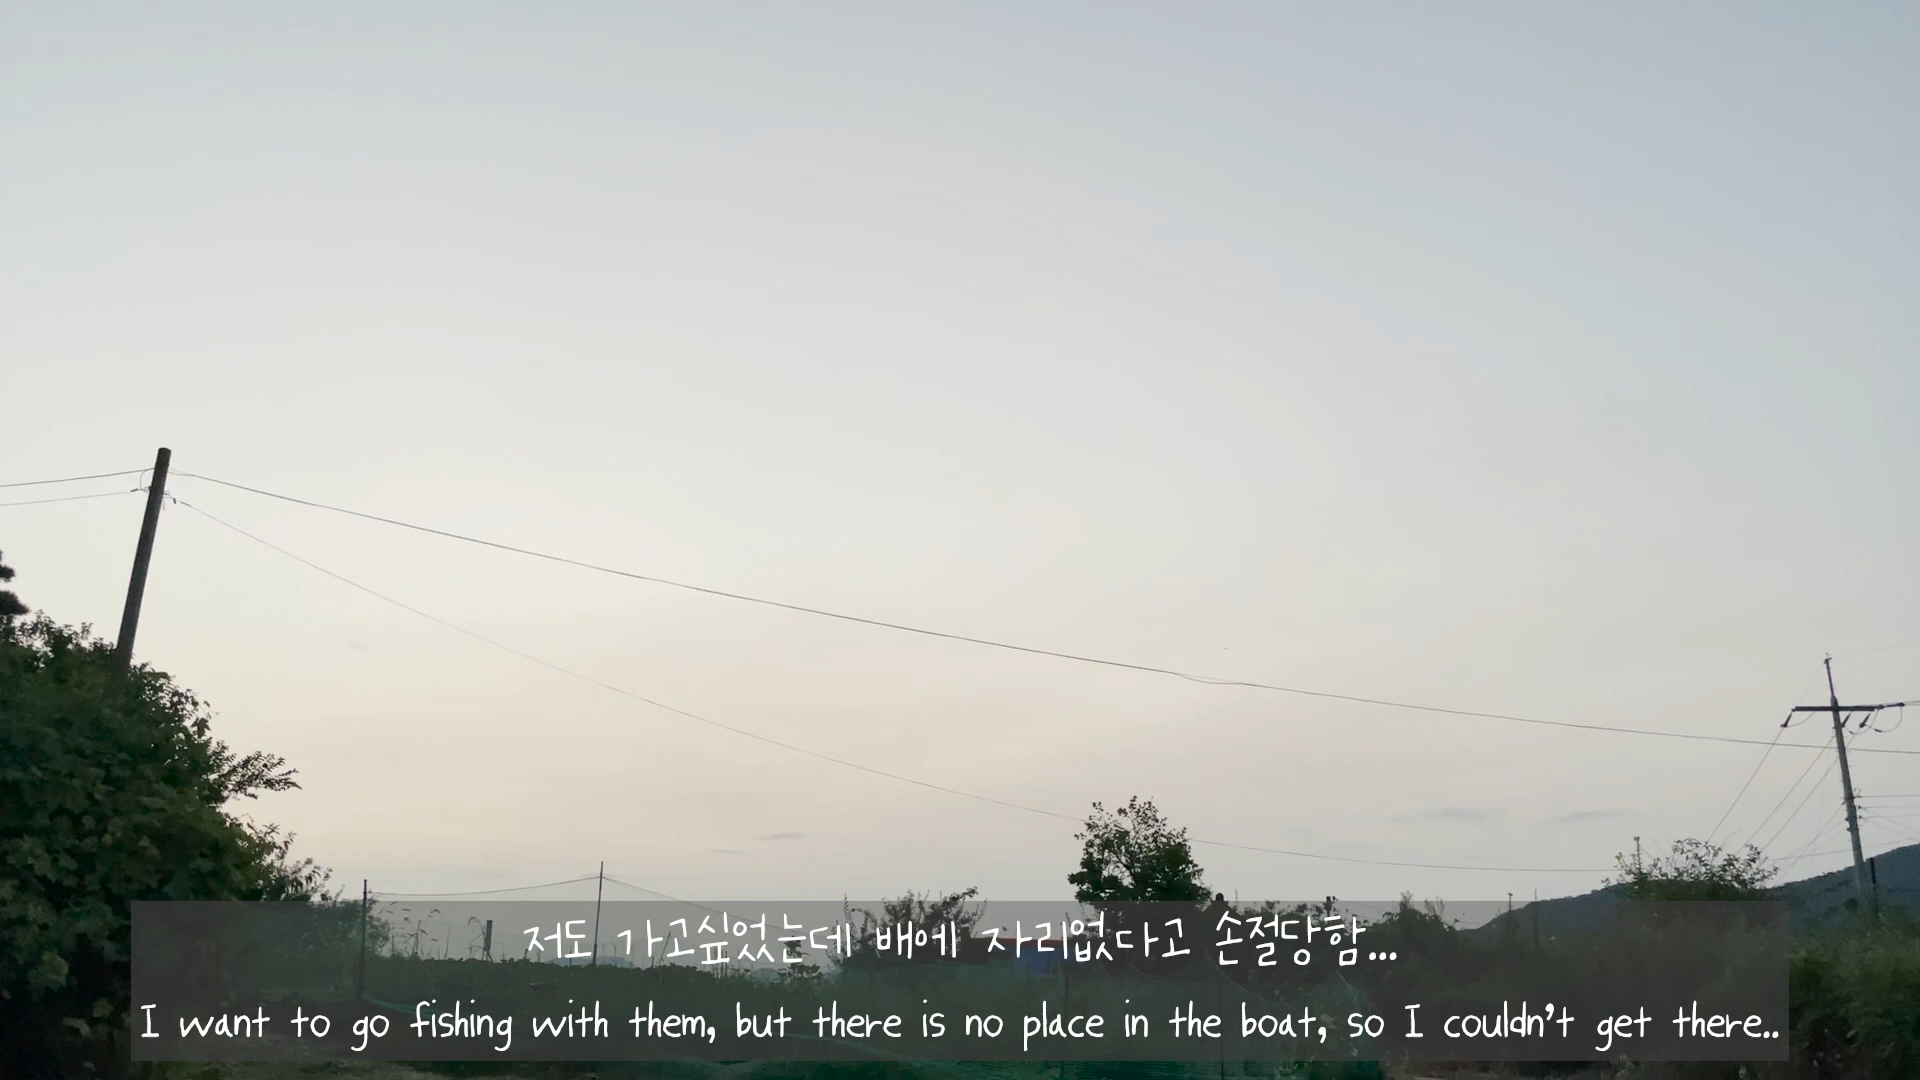 저도 가고싶었는데 배에 자리없다고 손절당함...
I want to go fishing with them, but there is no place in the boat, so I couldn't get there..